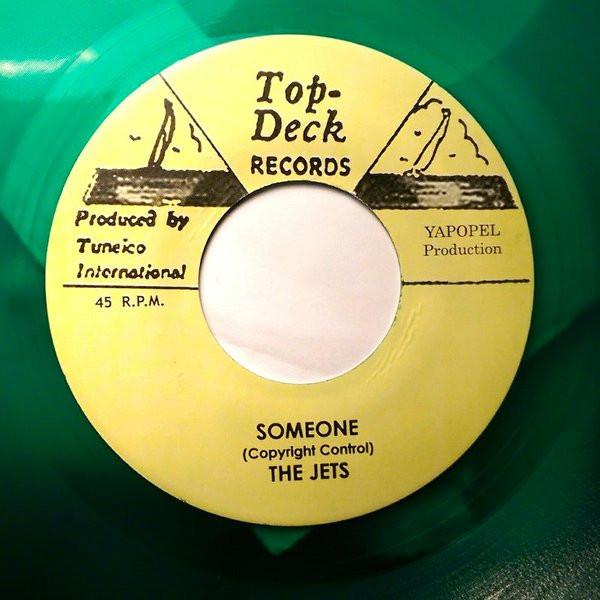 Top-
Deck
RECORDS
Produced by
Tuneico
International
YAPOPEL
Production
45 R.P.M.
SOMEONE
(Copyright Control)
THE JETS